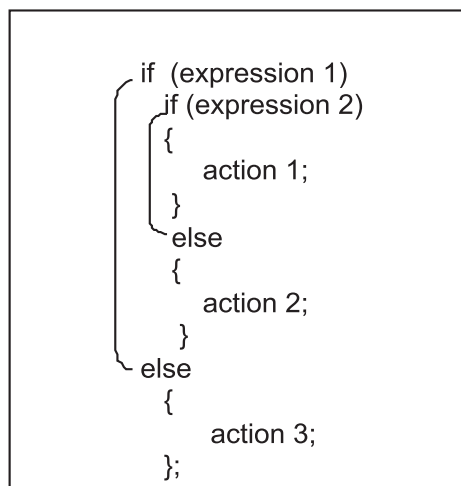 if (expression 1)
if (expression 2)
{
action 1;
}
else
{
action 2;
}
else
{
action 3;
};